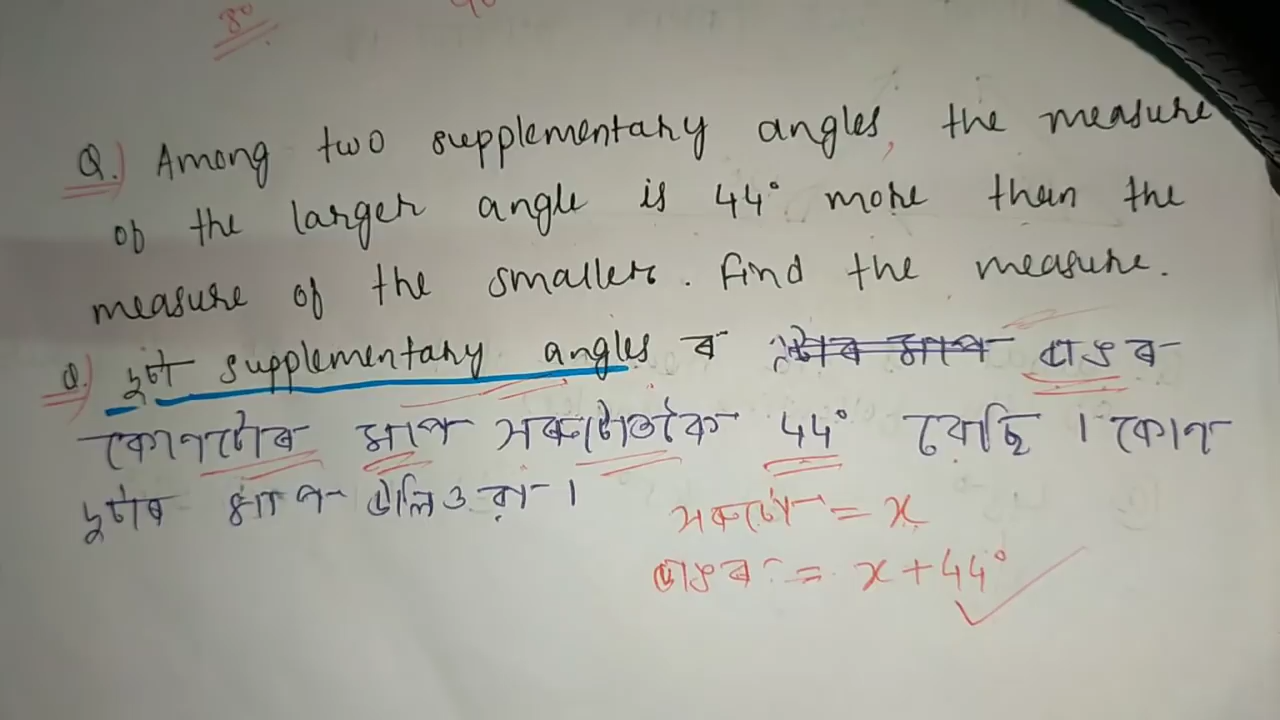 8°
Q.) Among two supplementary angles, the measure
of the larger angle is 44° more than the
measure of the smaller. Find the measure.
Q.) দুটা supplementary angles ৰ ডাঙৰ
কোণটোৰ মাপ সৰুটোতকৈ 44° বেছি । কোণ
দুটাৰ মাপ উলিওৱা ।
সৰুটো = x
ডাঙৰ = x + 44°